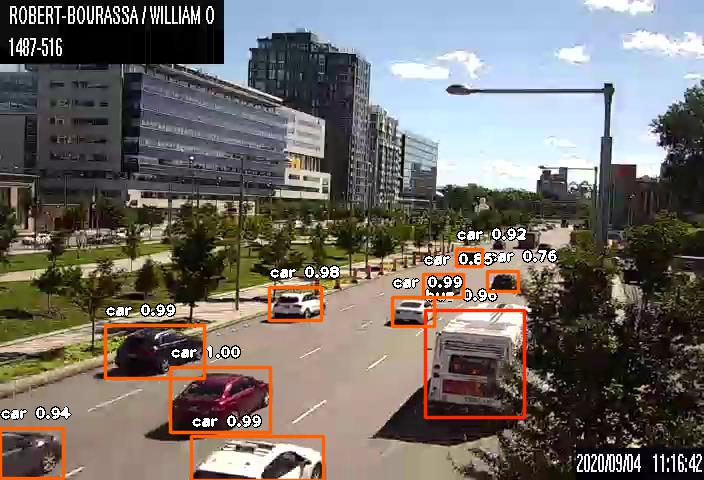 ROBERT-BOURASSA / WILLIAM O
1487-516
car 0.92
car 0.85
car 0.76
car 0.98
car 0.99
bus 0.96
car 0.99
car 1.00
car 0.99
car 0.94
2020/09/04 11:16:42